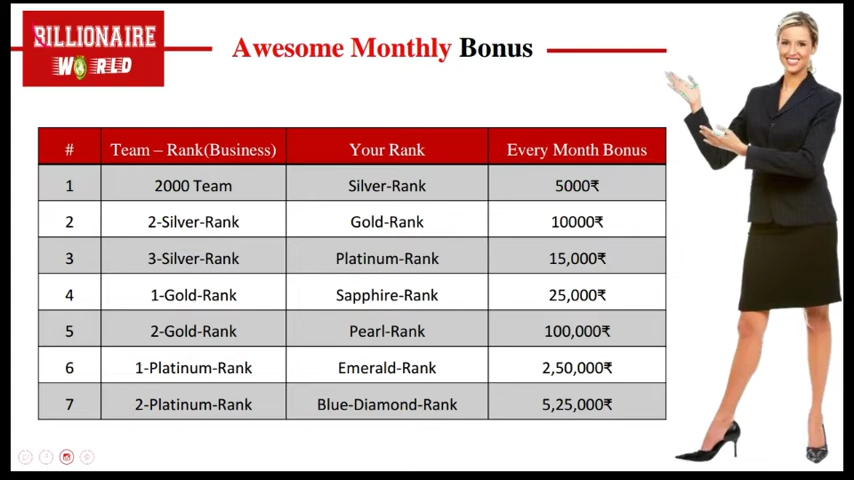 BILLIONAIRE
WORLD
Awesome Monthly Bonus
# Team – Rank(Business) Your Rank Every Month Bonus
1 2000 Team Silver-Rank 5000₹
2 2-Silver-Rank Gold-Rank 10000₹
3 3-Silver-Rank Platinum-Rank 15,000₹
4 1-Gold-Rank Sapphire-Rank 25,000₹
5 2-Gold-Rank Pearl-Rank 100,000₹
6 1-Platinum-Rank Emerald-Rank 2,50,000₹
7 2-Platinum-Rank Blue-Diamond-Rank 5,25,000₹